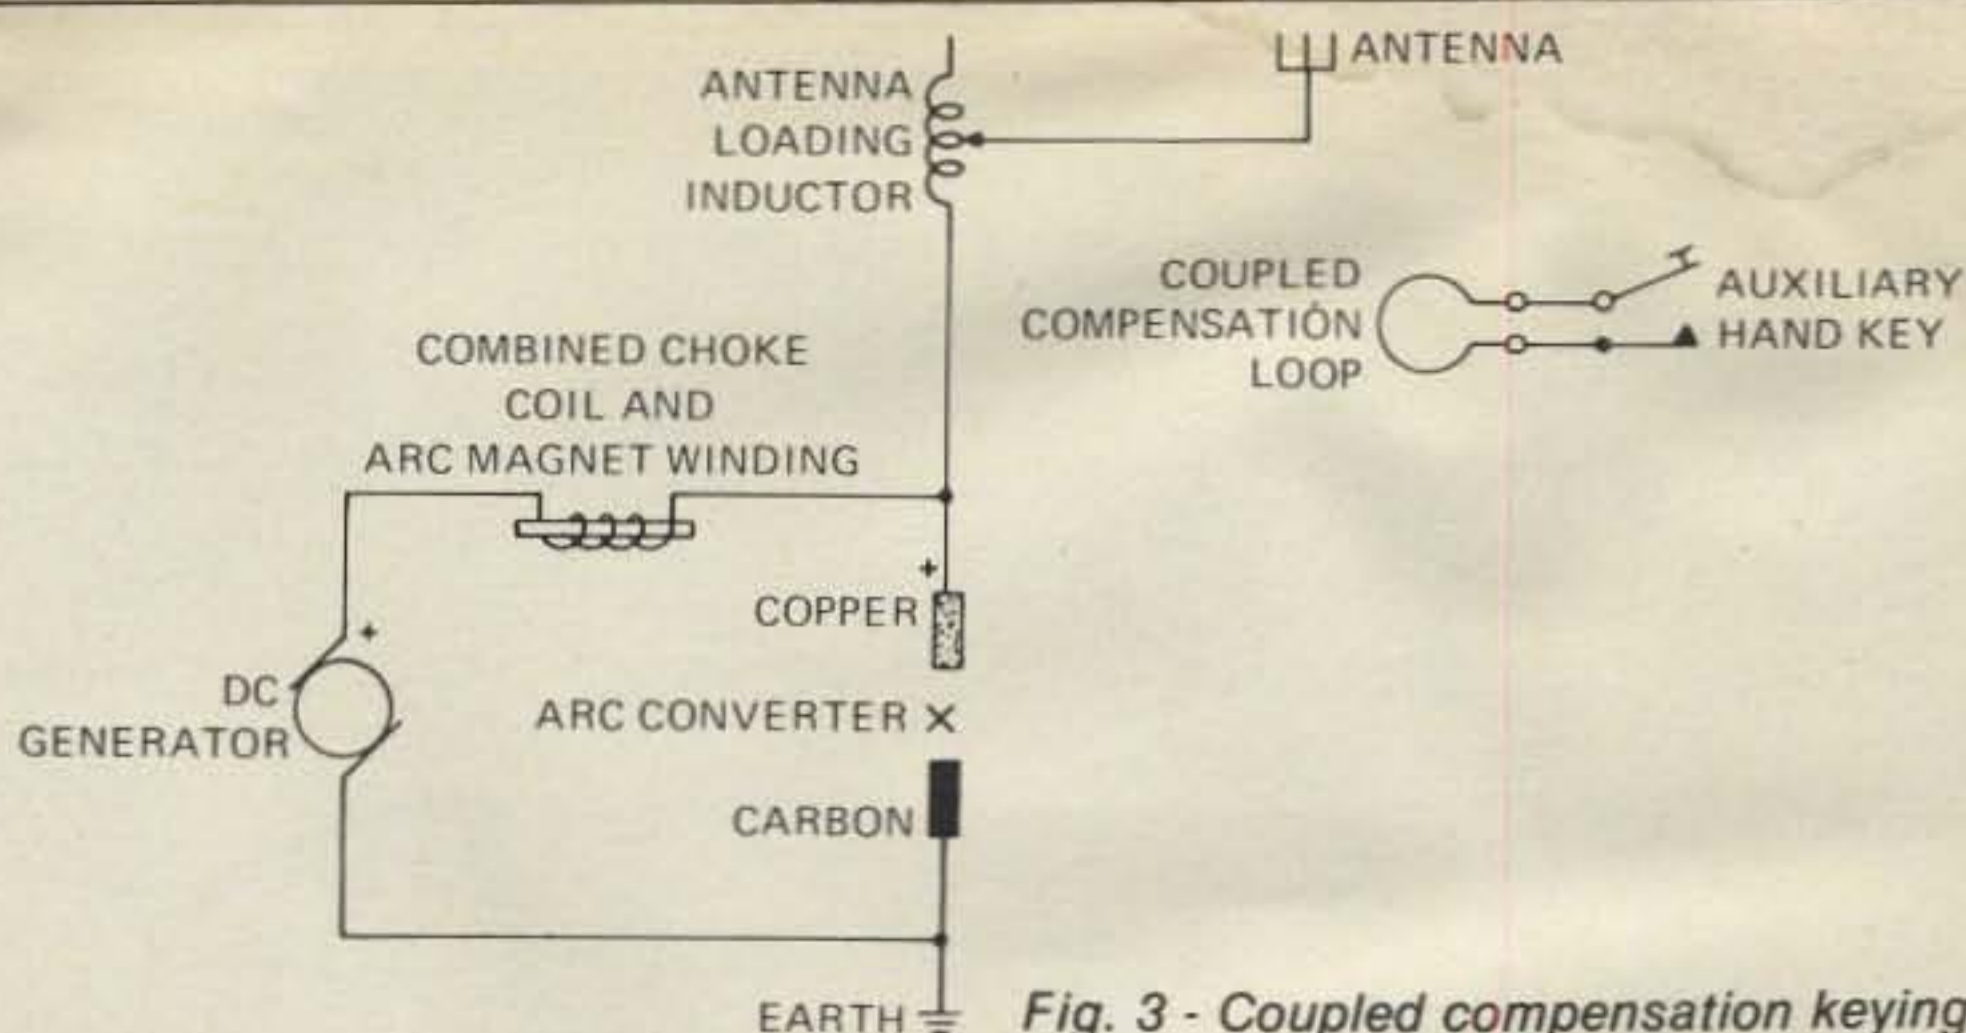 ANTENNA
ANTENNA
LOADING
INDUCTOR
COUPLED
COMPENSATION
LOOP
AUXILIARY
HAND KEY
COMBINED CHOKE
COIL AND
ARC MAGNET WINDING
+
COPPER
+
DC
GENERATOR
ARC CONVERTER
CARBON
EARTH
Fig. 3 - Coupled compensation keying